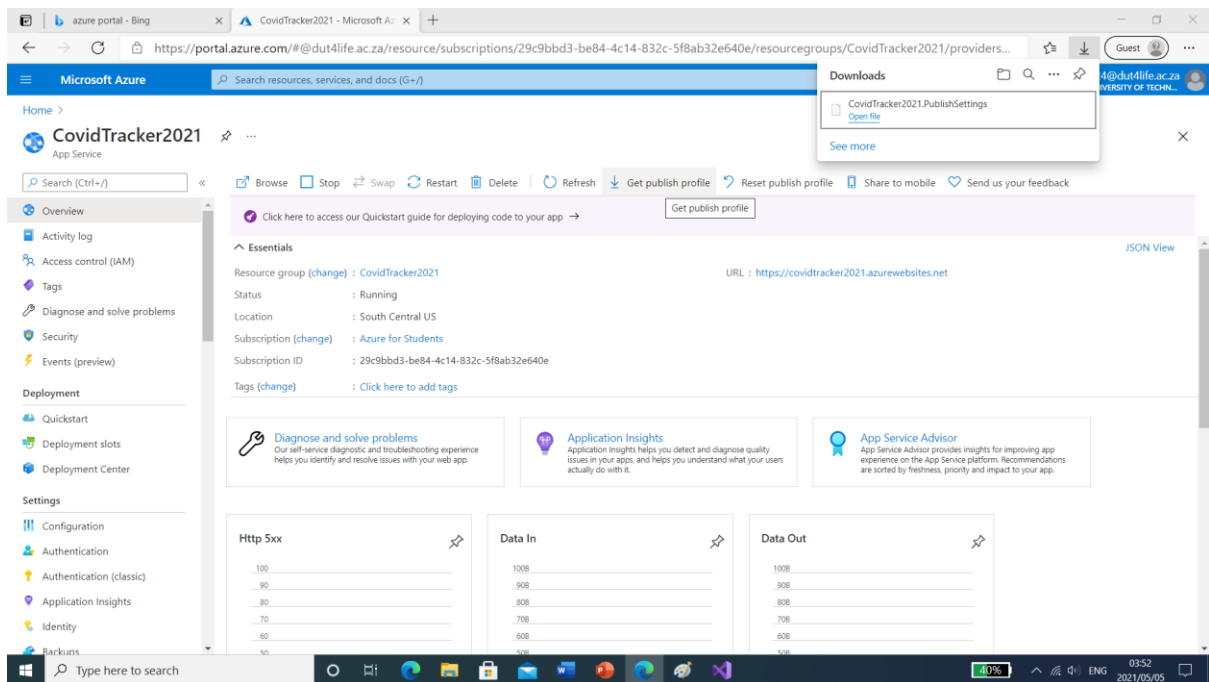 azure portal - Bing
CovidTracker2021 - Microsoft Az
https://portal.azure.com/#@dut4life.ac.za/resource/subscriptions/29c9bbd3-be84-4c14-832c-5f8ab32e640e/resourcegroups/CovidTracker2021/providers...
Guest
Microsoft Azure
Search resources, services, and docs (G+/)
4@dut4life.ac.za
IVERSITY OF TECHN...
Downloads
CovidTracker2021.PublishSettings
Open file
See more
Home >
CovidTracker2021
App Service
Search (Ctrl+/)
Browse Stop Swap Restart Delete Refresh Get publish profile Reset publish profile Share to mobile Send us your feedback
Get publish profile
Click here to access our Quickstart guide for deploying code to your app →
Overview
Activity log
Access control (IAM)
Tags
Diagnose and solve problems
Security
Events (preview)
Deployment
Quickstart
Deployment slots
Deployment Center
Settings
Configuration
Authentication
Authentication (classic)
Application Insights
Identity
Backups
Essentials
JSON View
Resource group (change) : CovidTracker2021
URL : https://covidtracker2021.azurewebsites.net
Status : Running
Location : South Central US
Subscription (change) : Azure for Students
Subscription ID : 29c9bbd3-be84-4c14-832c-5f8ab32e640e
Tags (change) : Click here to add tags
Diagnose and solve problems
Our self-service diagnostic and troubleshooting experience
helps you identify and resolve issues with your web app.
Application Insights
Application Insights helps you detect and diagnose quality
issues in your apps, and helps you understand what your users
actually do with it.
App Service Advisor
App Service Advisor provides insights for improving app
experience on the App Service platform. Recommendations
are sorted by freshness, priority and impact to your app.
Http 5xx
100
90
80
70
60
50
Data In
100B
90B
80B
70B
60B
50B
Data Out
100B
90B
80B
70B
60B
50B
Type here to search
40%
ENG
03:52
2021/05/05